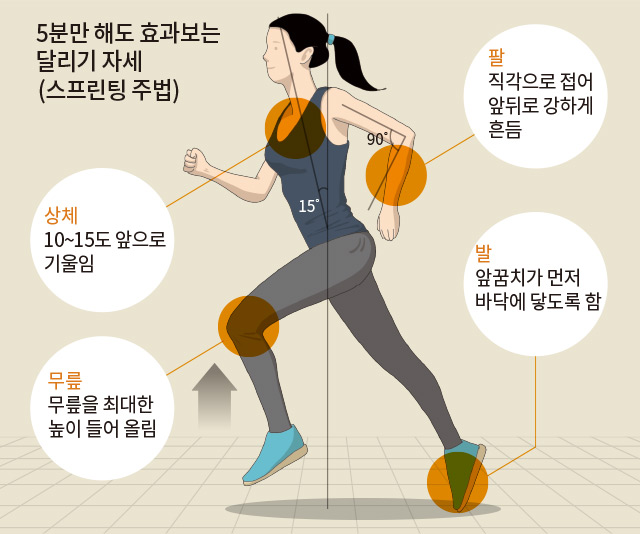 5분만 해도 효과보는
달리기 자세
(스프린팅 주법)
팔
직각으로 접어
앞뒤로 강하게
흔듬
90˚
15˚
상체
10~15도 앞으로
기울임
발
앞꿈치가 먼저
바닥에 닿도록 함
무릎
무릎을 최대한
높이 들어 올림